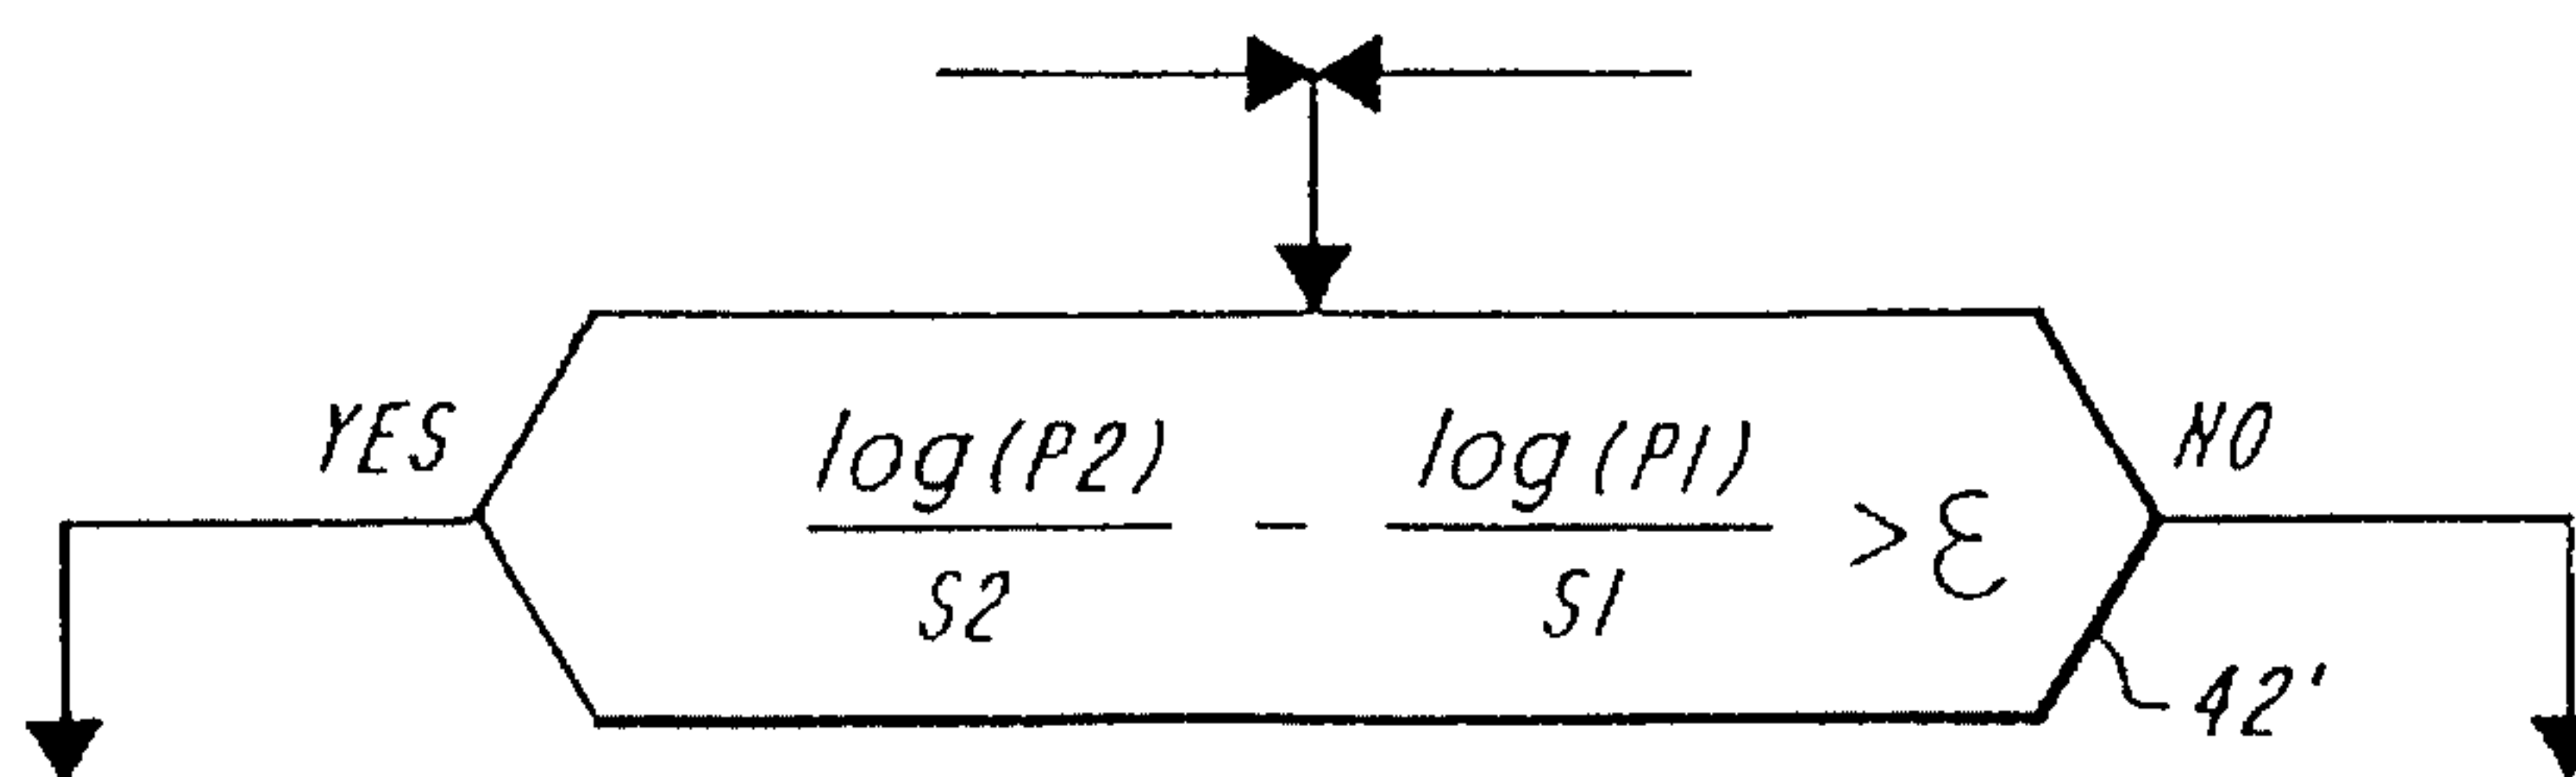 YES log(P2) - log(P1) > Ɛ NO
S2 S1
42'